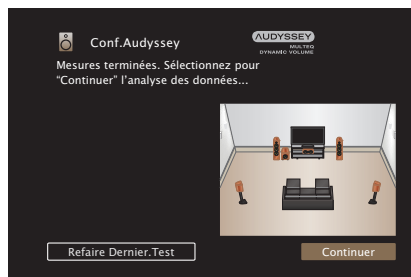 Conf.Audyssey
AUDYSSEY
MULTEQ
DYNAMIC VOLUME
Mesures terminées. Sélectionnez pour
“Continuer” l’analyse des données...
Refaire Dernier.Test
Continuer